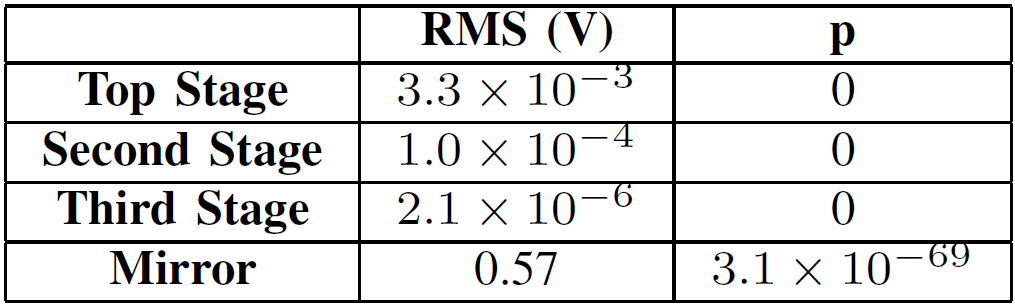 RMS (V) p
Top Stage 3.3 × 10⁻³ 0
Second Stage 1.0 × 10⁻⁴ 0
Third Stage 2.1 × 10⁻⁶ 0
Mirror 0.57 3.1 × 10⁻⁶⁹